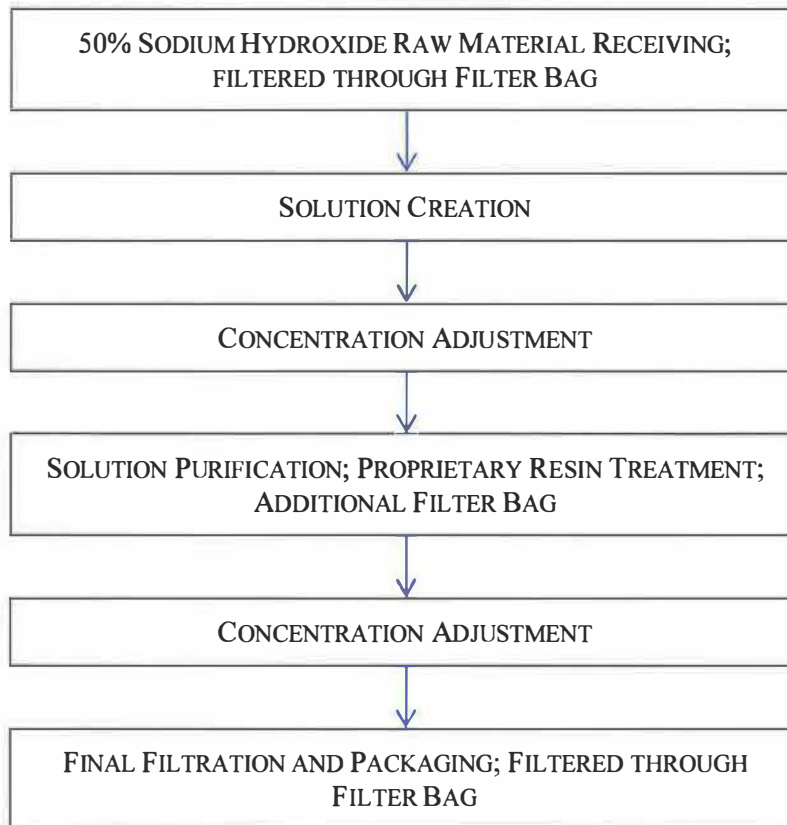 50% SODIUM HYDROXIDE RAW MATERIAL RECEIVING;
FILTERED THROUGH FILTER BAG
SOLUTION CREATION
CONCENTRATION ADJUSTMENT
SOLUTION PURIFICATION; PROPRIETARY RESIN TREATMENT;
ADDITIONAL FILTER BAG
CONCENTRATION ADJUSTMENT
FINAL FILTRATION AND PACKAGING; FILTERED THROUGH
FILTER BAG